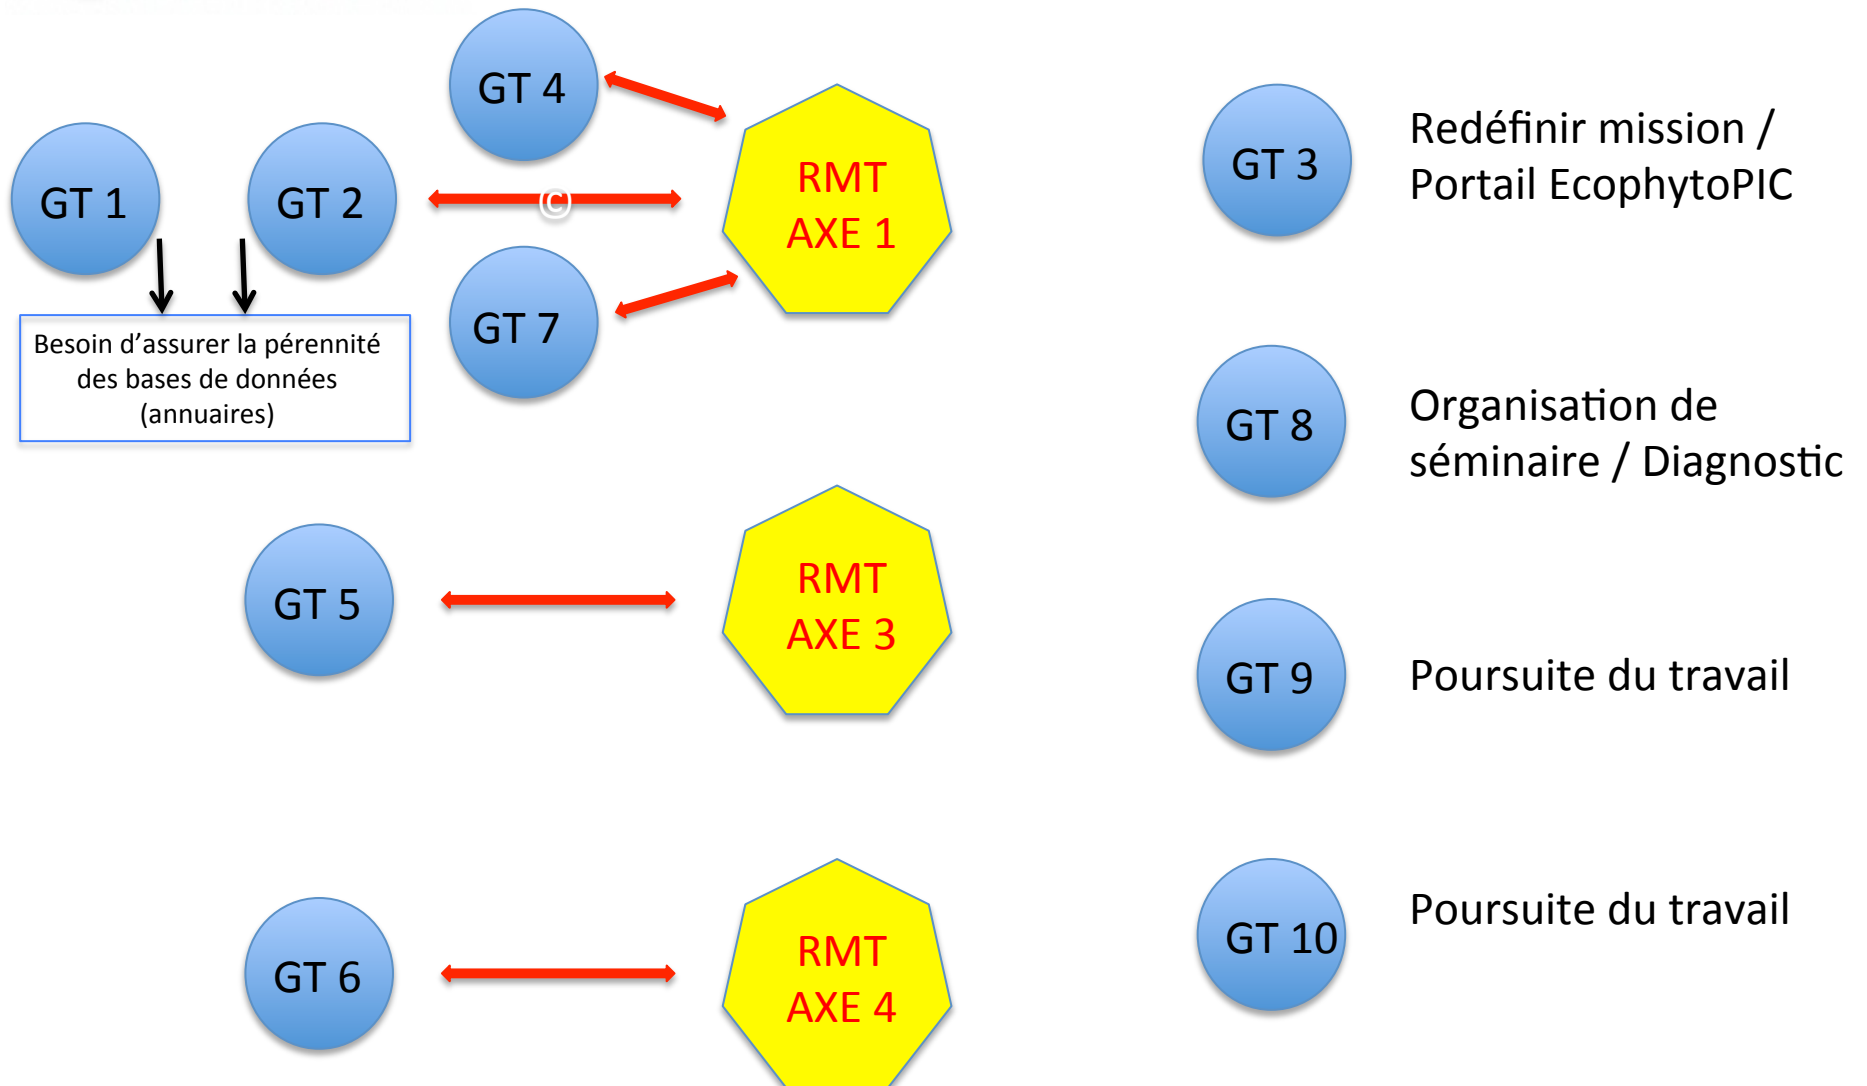 GT 4
GT 1
GT 2
©
GT 7
RMT
AXE 1
Besoin d’assurer la pérennité
des bases de données
(annuaires)
GT 5
RMT
AXE 3
GT 6
RMT
AXE 4
GT 3
Redéfinir mission /
Portail EcophytoPIC
GT 8
Organisation de
séminaire / Diagnostic
GT 9
Poursuite du travail
GT 10
Poursuite du travail